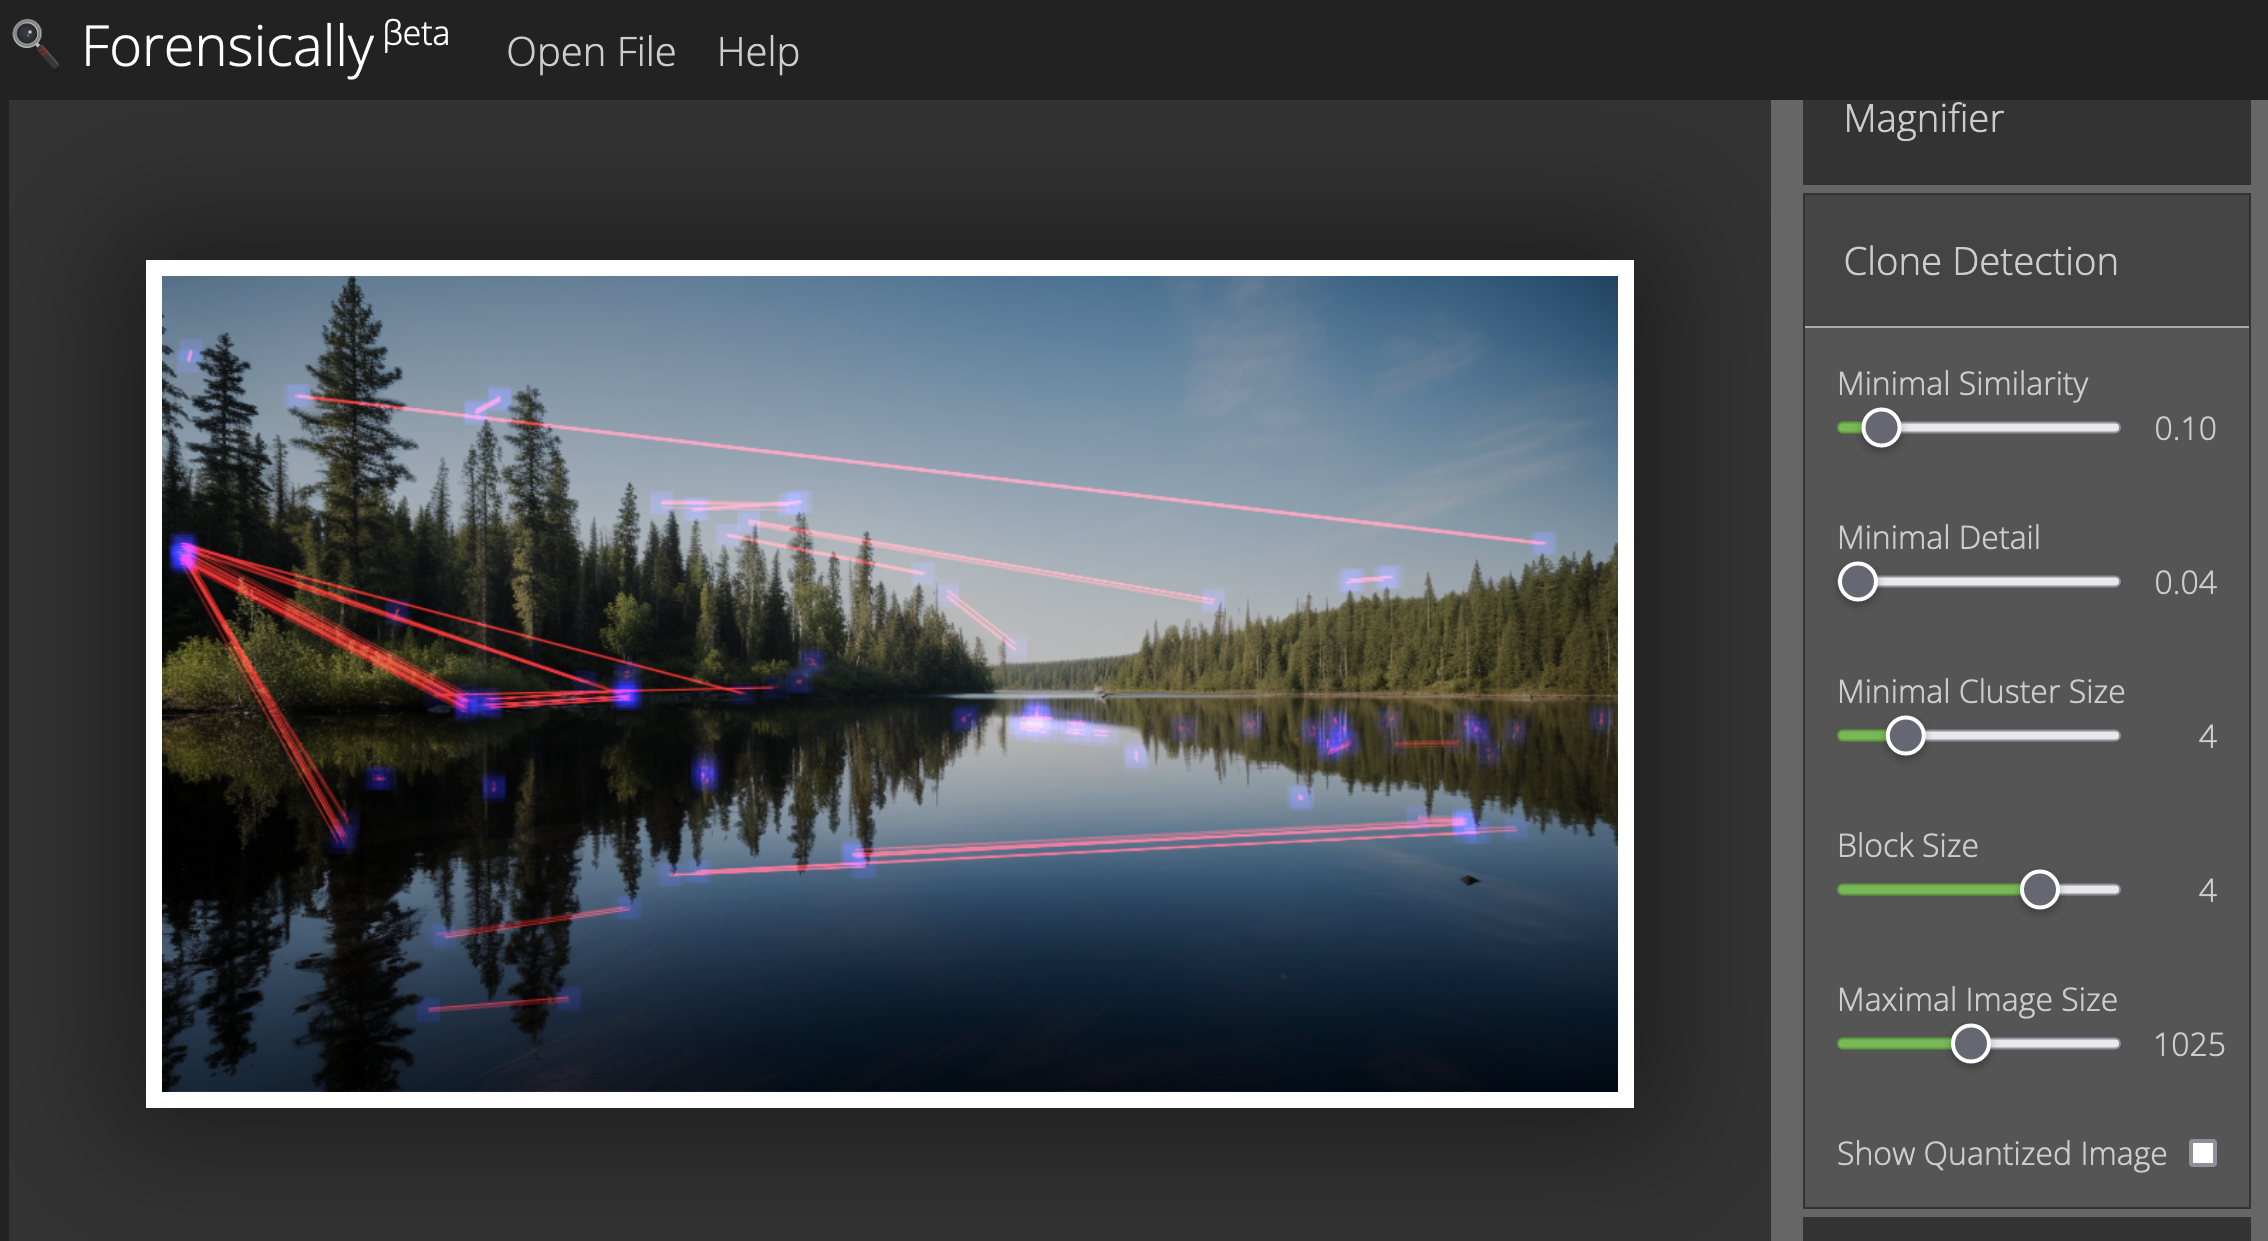 Forensically βeta Open File Help
Magnifier
Clone Detection
Minimal Similarity
0.10
Minimal Detail
0.04
Minimal Cluster Size
4
Block Size
4
Maximal Image Size
1025
Show Quantized Image